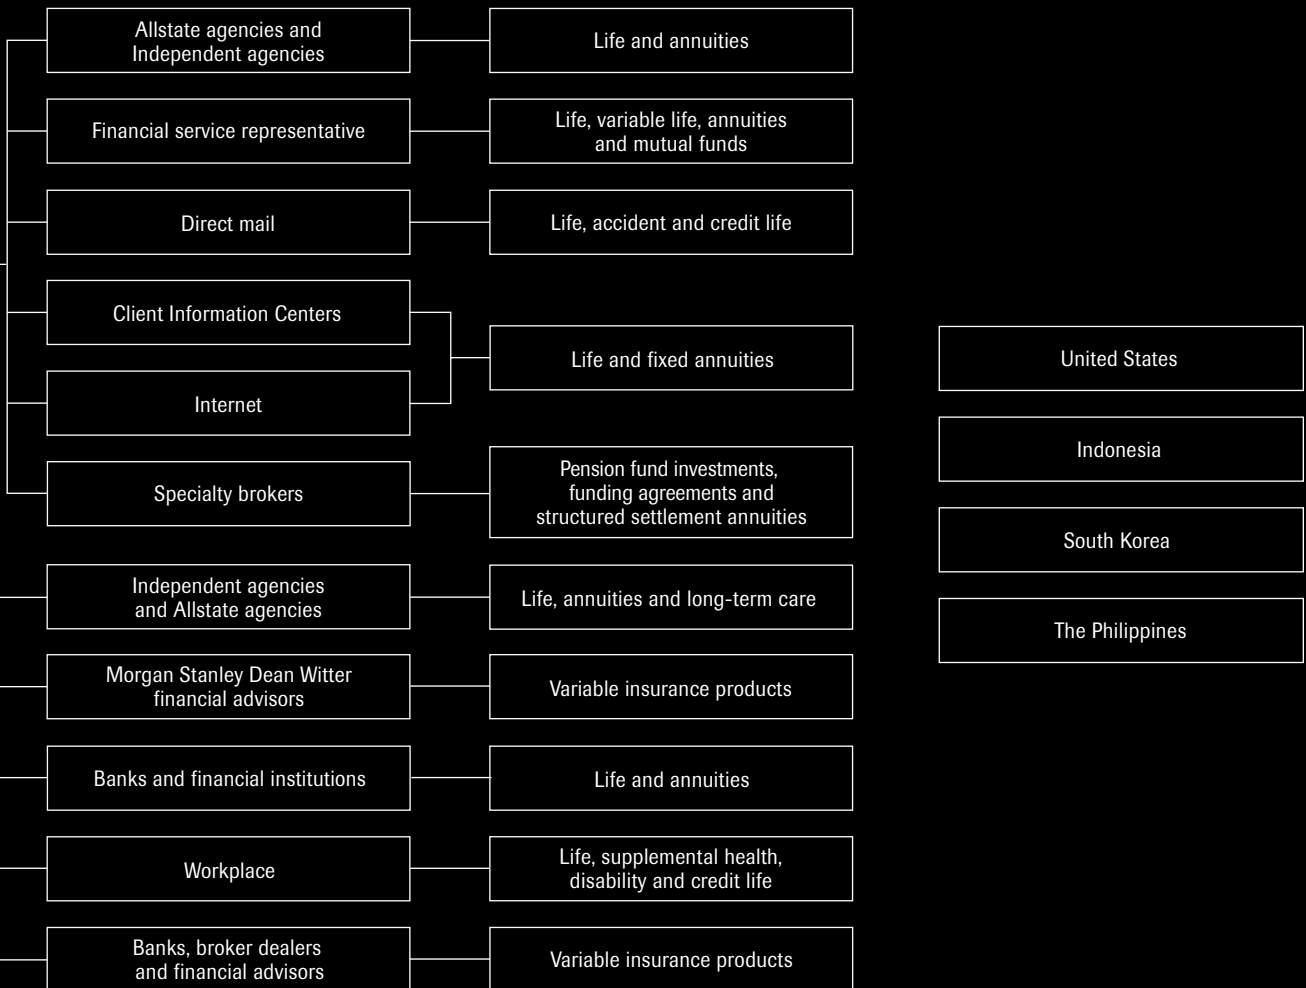 Allstate agencies and
Independent agencies
Life and annuities
Financial service representative
Life, variable life, annuities
and mutual funds
Direct mail
Life, accident and credit life
Client Information Centers
Internet
Life and fixed annuities
Specialty brokers
Pension fund investments,
funding agreements and
structured settlement annuities
Independent agencies
and Allstate agencies
Life, annuities and long-term care
Morgan Stanley Dean Witter
financial advisors
Variable insurance products
Banks and financial institutions
Life and annuities
Workplace
Life, supplemental health,
disability and credit life
Banks, broker dealers
and financial advisors
Variable insurance products
United States
Indonesia
South Korea
The Philippines